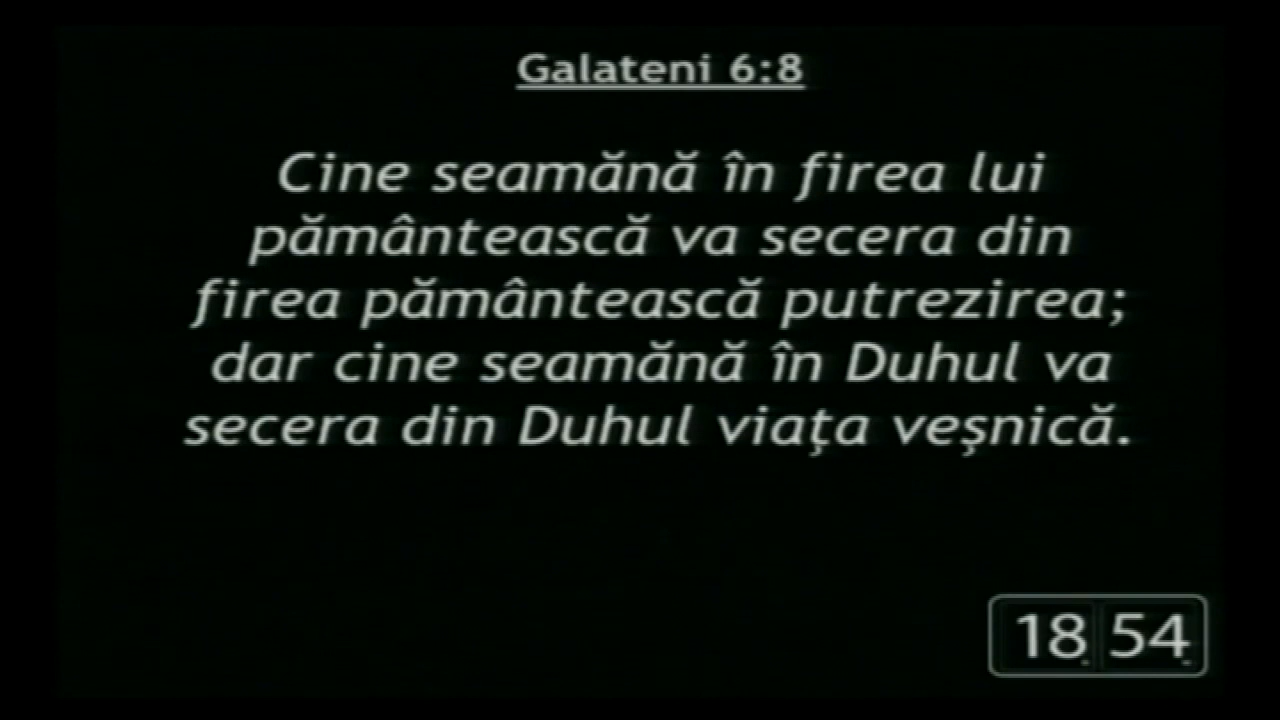 Galateni 6:8
Cine seamănă în firea lui
pământească va secera din
firea pământească putrezirea;
dar cine seamănă în Duhul va
secera din Duhul viaţa veşnică.
18 54